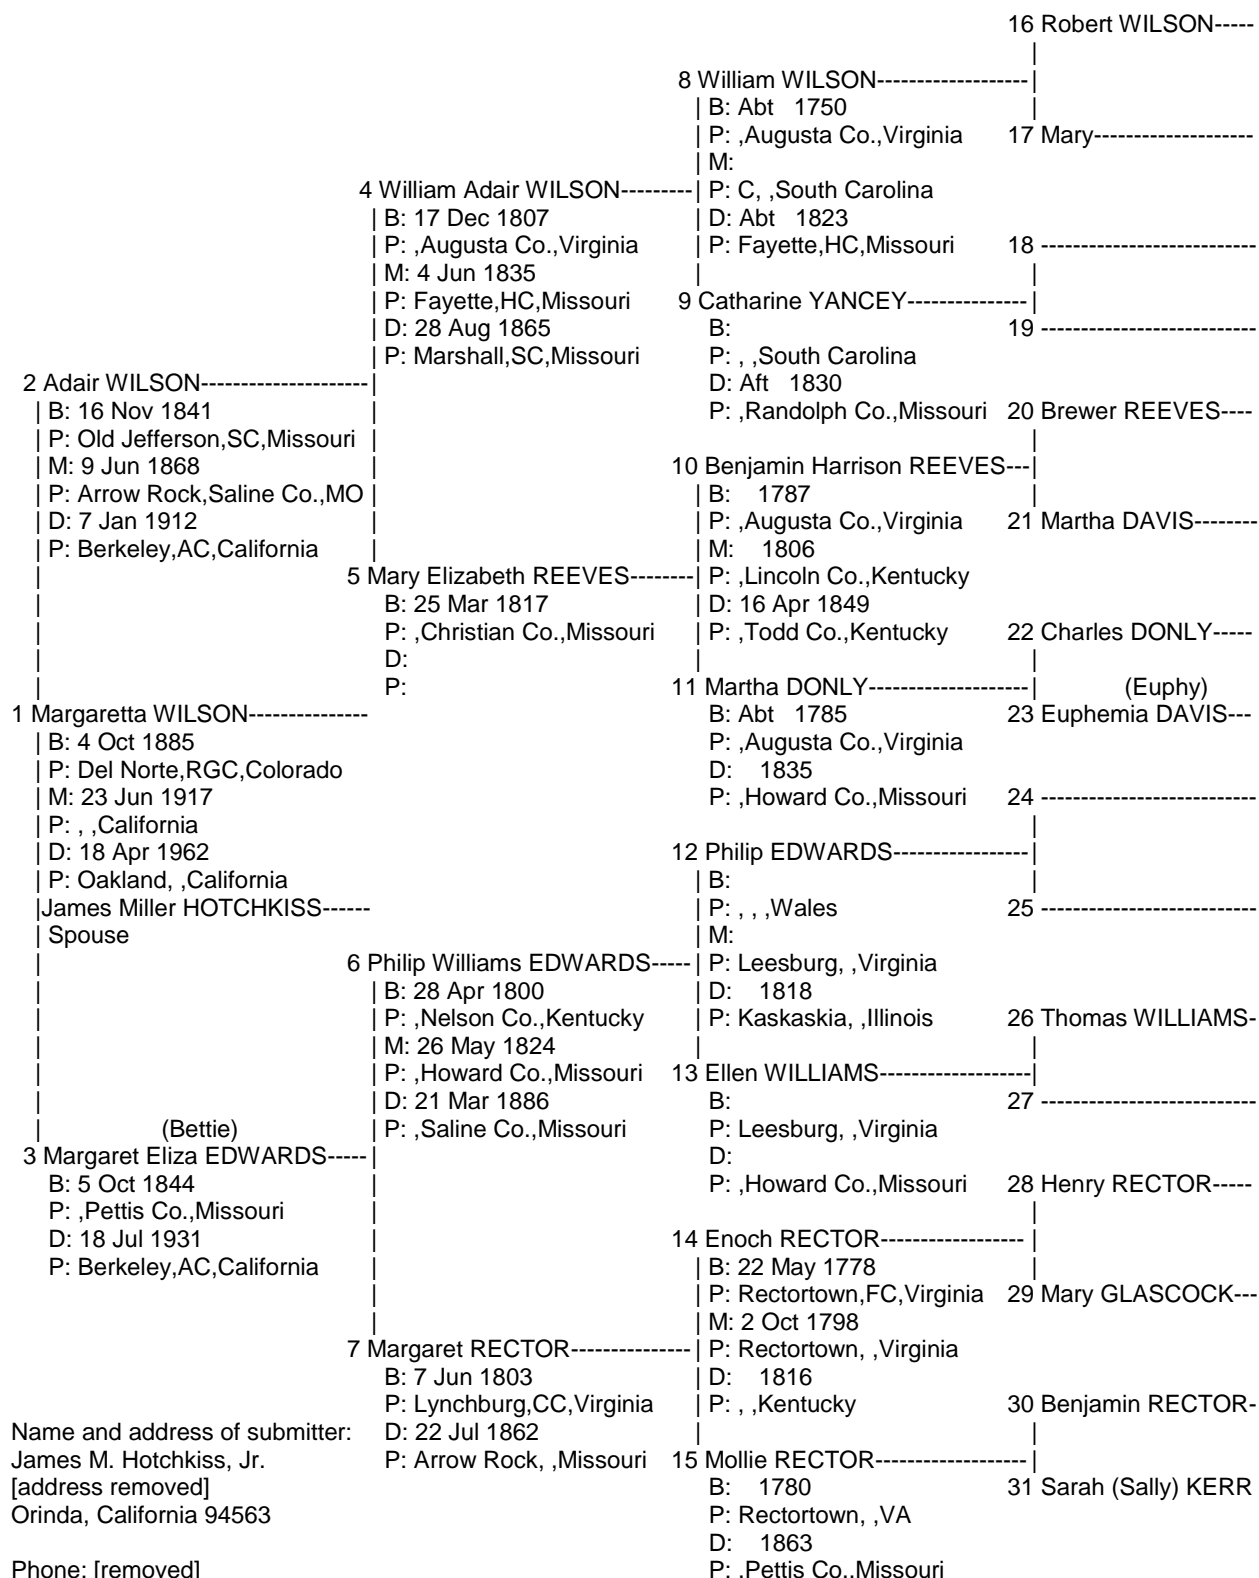 16 Robert WILSON-----
|
8 William WILSON-------------------|
| B: Abt 1750 |
| P: ,Augusta Co.,Virginia 17 Mary--------------------
| M:
4 William Adair WILSON---------| P: C, ,South Carolina
| B: 17 Dec 1807 | D: Abt 1823
| P: ,Augusta Co.,Virginia | P: Fayette,HC,Missouri 18 ---------------------------
| M: 4 Jun 1835 | |
| P: Fayette,HC,Missouri 9 Catharine YANCEY---------------|
| D: 28 Aug 1865 B: 19 ---------------------------
| P: Marshall,SC,Missouri P: , ,South Carolina
2 Adair WILSON---------------------| D: Aft 1830
| B: 16 Nov 1841 | P: ,Randolph Co.,Missouri 20 Brewer REEVES----
| P: Old Jefferson,SC,Missouri | |
| M: 9 Jun 1868 | 10 Benjamin Harrison REEVES---|
| P: Arrow Rock,Saline Co.,MO | | B: 1787 |
| D: 7 Jan 1912 | | P: ,Augusta Co.,Virginia 21 Martha DAVIS--------
| P: Berkeley,AC,California | | M: 1806
| 5 Mary Elizabeth REEVES--------| P: ,Lincoln Co.,Kentucky
| B: 25 Mar 1817 | D: 16 Apr 1849
| P: ,Christian Co.,Missouri | P: ,Todd Co.,Kentucky 22 Charles DONLY-----
| D: | |
| P: 11 Martha DONLY--------------------| (Euphy)
1 Margaretta WILSON--------------- B: Abt 1785 23 Euphemia DAVIS---
| B: 4 Oct 1885 P: ,Augusta Co.,Virginia
| P: Del Norte,RGC,Colorado D: 1835
| M: 23 Jun 1917 P: ,Howard Co.,Missouri 24 ---------------------------
| P: , ,California |
| D: 18 Apr 1962 12 Philip EDWARDS-----------------|
| P: Oakland, ,California | B: |
|James Miller HOTCHKISS------ | P: , , ,Wales 25 ---------------------------
| Spouse | M:
| 6 Philip Williams EDWARDS-----| P: Leesburg, ,Virginia
| | B: 28 Apr 1800 | D: 1818
| | P: ,Nelson Co.,Kentucky | P: Kaskaskia, ,Illinois 26 Thomas WILLIAMS-
| | M: 26 May 1824 | |
| | P: ,Howard Co.,Missouri 13 Ellen WILLIAMS-------------------|
| | D: 21 Mar 1886 B: 27 ---------------------------
| (Bettie) | P: ,Saline Co.,Missouri P: Leesburg, ,Virginia
3 Margaret Eliza EDWARDS-----| D:
B: 5 Oct 1844 | P: ,Howard Co.,Missouri 28 Henry RECTOR-----
P: ,Pettis Co.,Missouri | |
D: 18 Jul 1931 | 14 Enoch RECTOR------------------ |
P: Berkeley,AC,California | | B: 22 May 1778 |
| | P: Rectortown,FC,Virginia 29 Mary GLASCOCK---
| | M: 2 Oct 1798
7 Margaret RECTOR---------------| P: Rectortown, ,Virginia
B: 7 Jun 1803 | D: 1816
P: Lynchburg,CC,Virginia | P: , ,Kentucky 30 Benjamin RECTOR-
Name and address of submitter: D: 22 Jul 1862 | |
James M. Hotchkiss, Jr. P: Arrow Rock, ,Missouri 15 Mollie RECTOR-------------------|
[address removed] B: 1780 31 Sarah (Sally) KERR
Orinda, California 94563 P: Rectortown, ,VA
D: 1863
Phone: [removed] P: ,Pettis Co.,Missouri